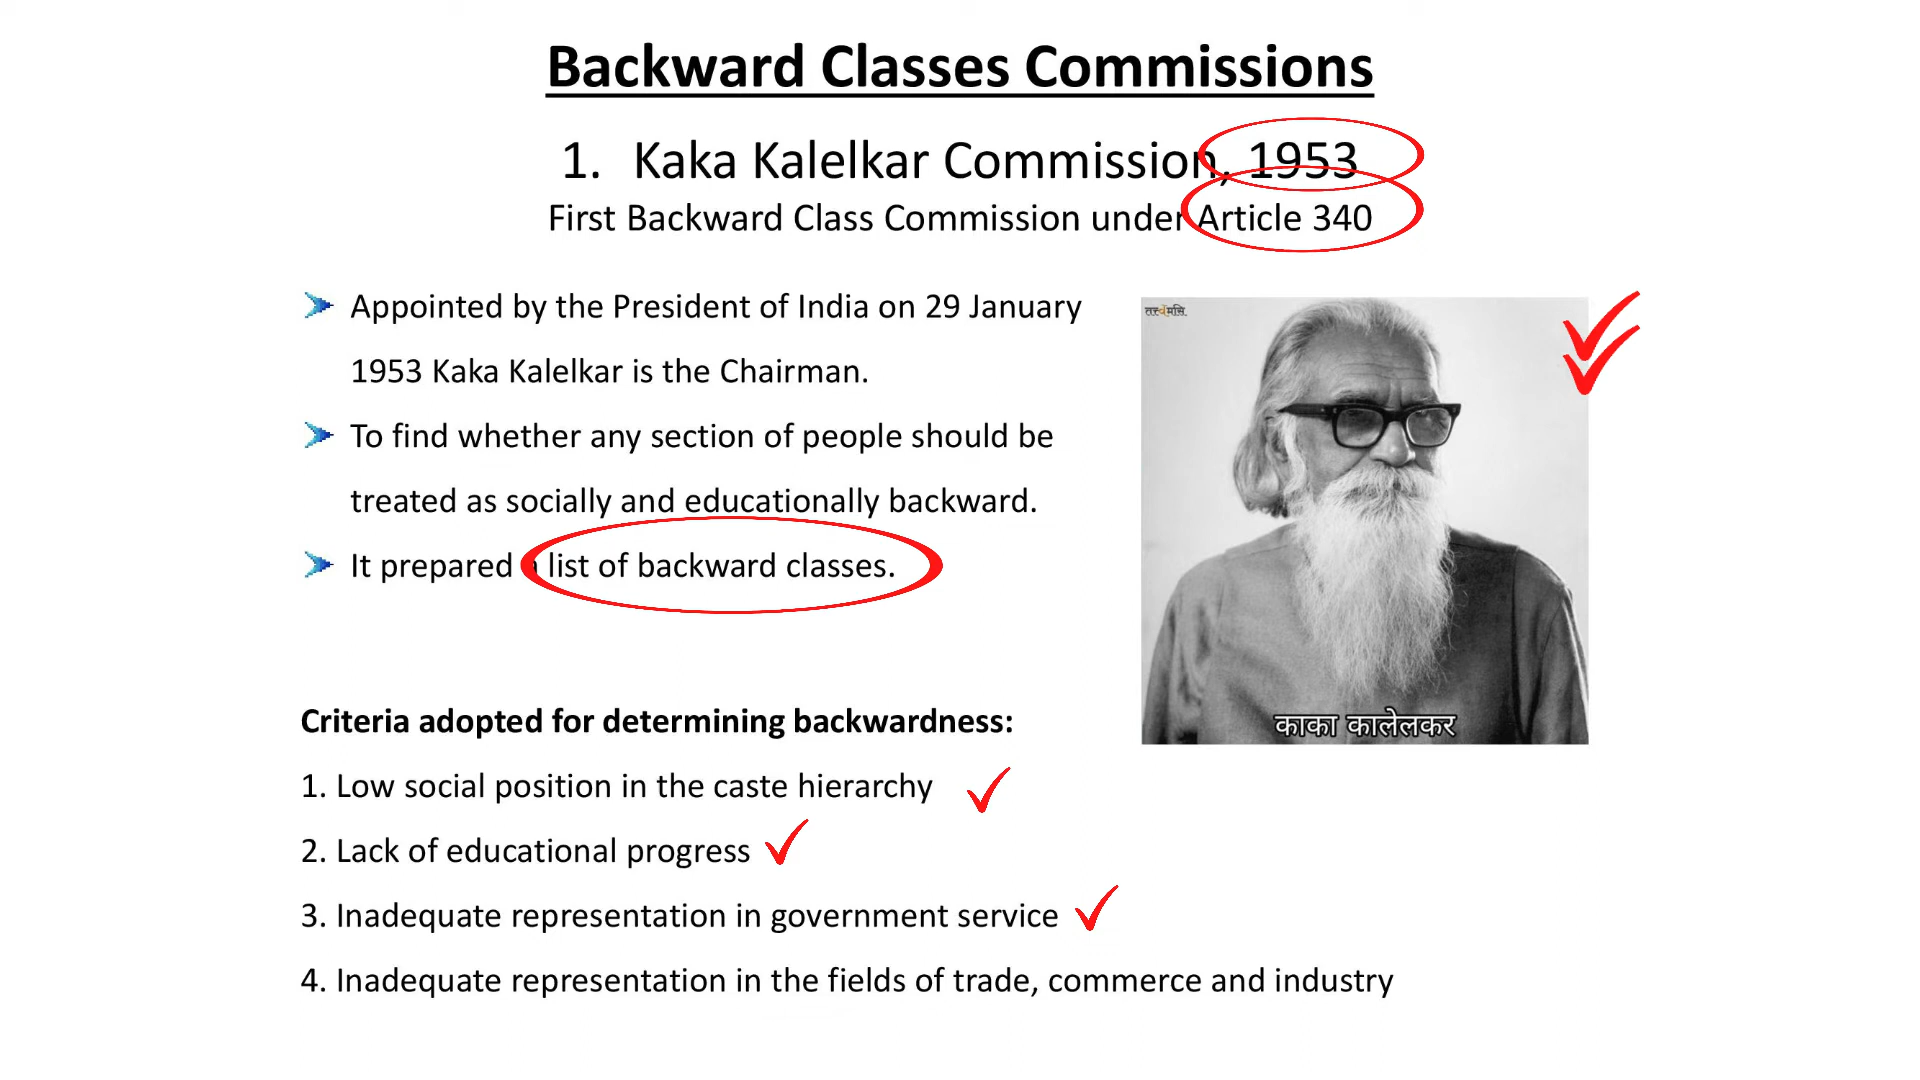 Backward Classes Commissions
1. Kaka Kalelkar Commission, 1953
First Backward Class Commission under Article 340
Appointed by the President of India on 29 January
1953 Kaka Kalelkar is the Chairman.
To find whether any section of people should be
treated as socially and educationally backward.
It prepared a list of backward classes.
तत्त्वमसि
काका कालेलकर
Criteria adopted for determining backwardness:
1. Low social position in the caste hierarchy
2. Lack of educational progress
3. Inadequate representation in government service
4. Inadequate representation in the fields of trade, commerce and industry